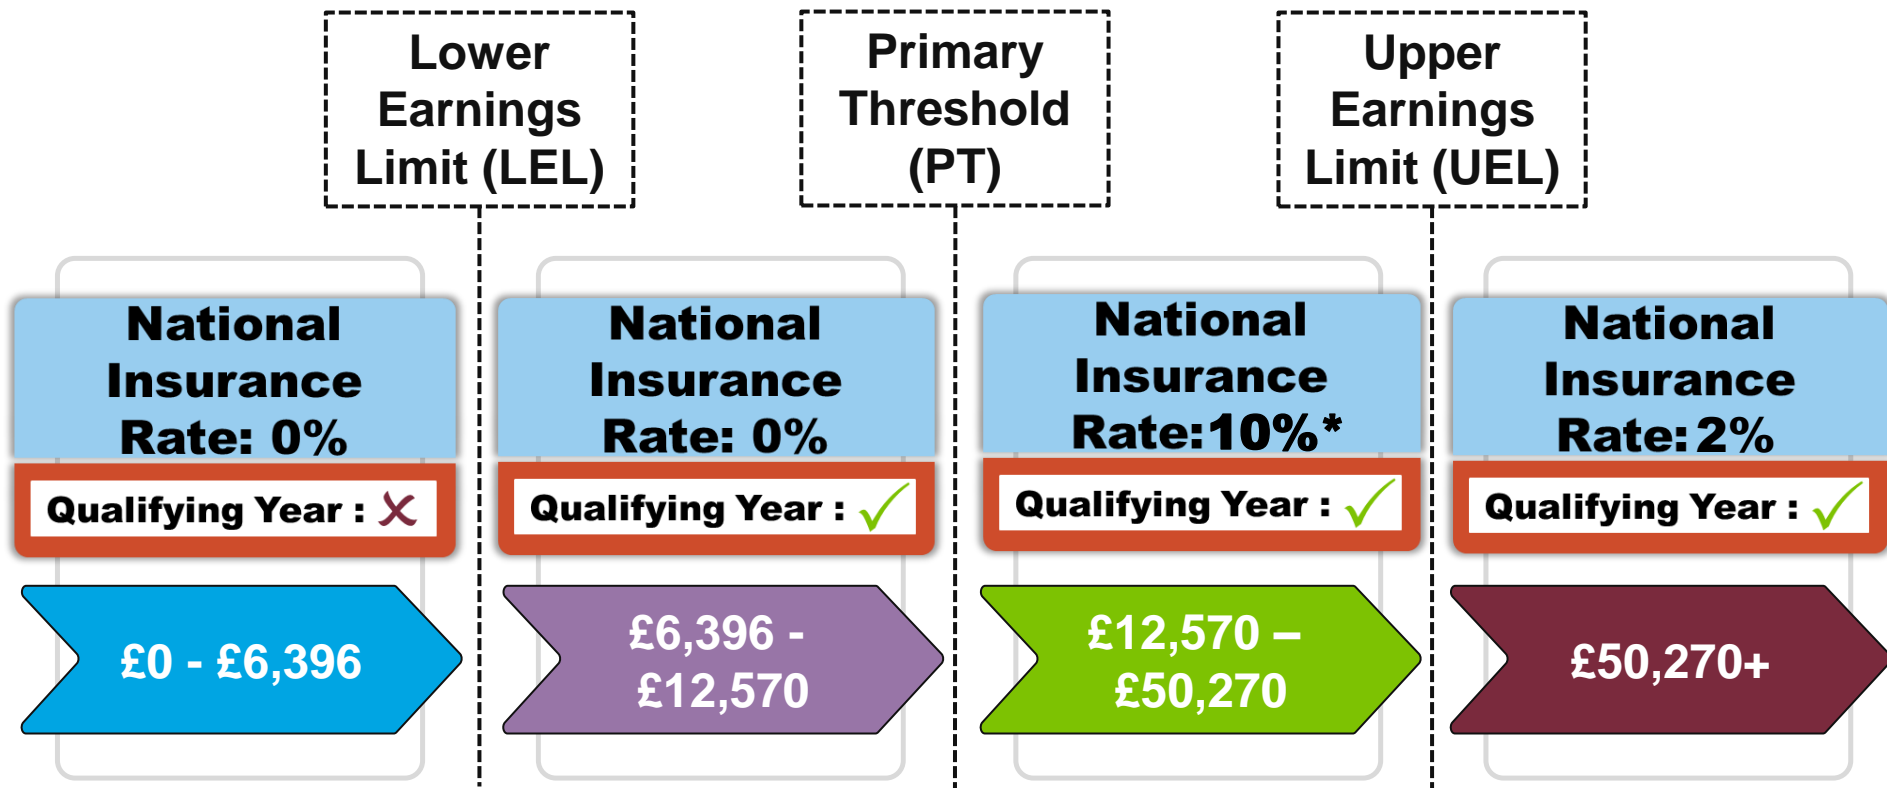 Lower
Earnings
Limit (LEL)
Primary
Threshold
(PT)
Upper
Earnings
Limit (UEL)
National
Insurance
Rate: 0%
Qualifying Year :
£0 - £6,396
National
Insurance
Rate: 0%
Qualifying Year :
£6,396 -
£12,570
National
Insurance
Rate:10%*
Qualifying Year :
£12,570 –
£50,270
National
Insurance
Rate: 2%
Qualifying Year :
£50,270+